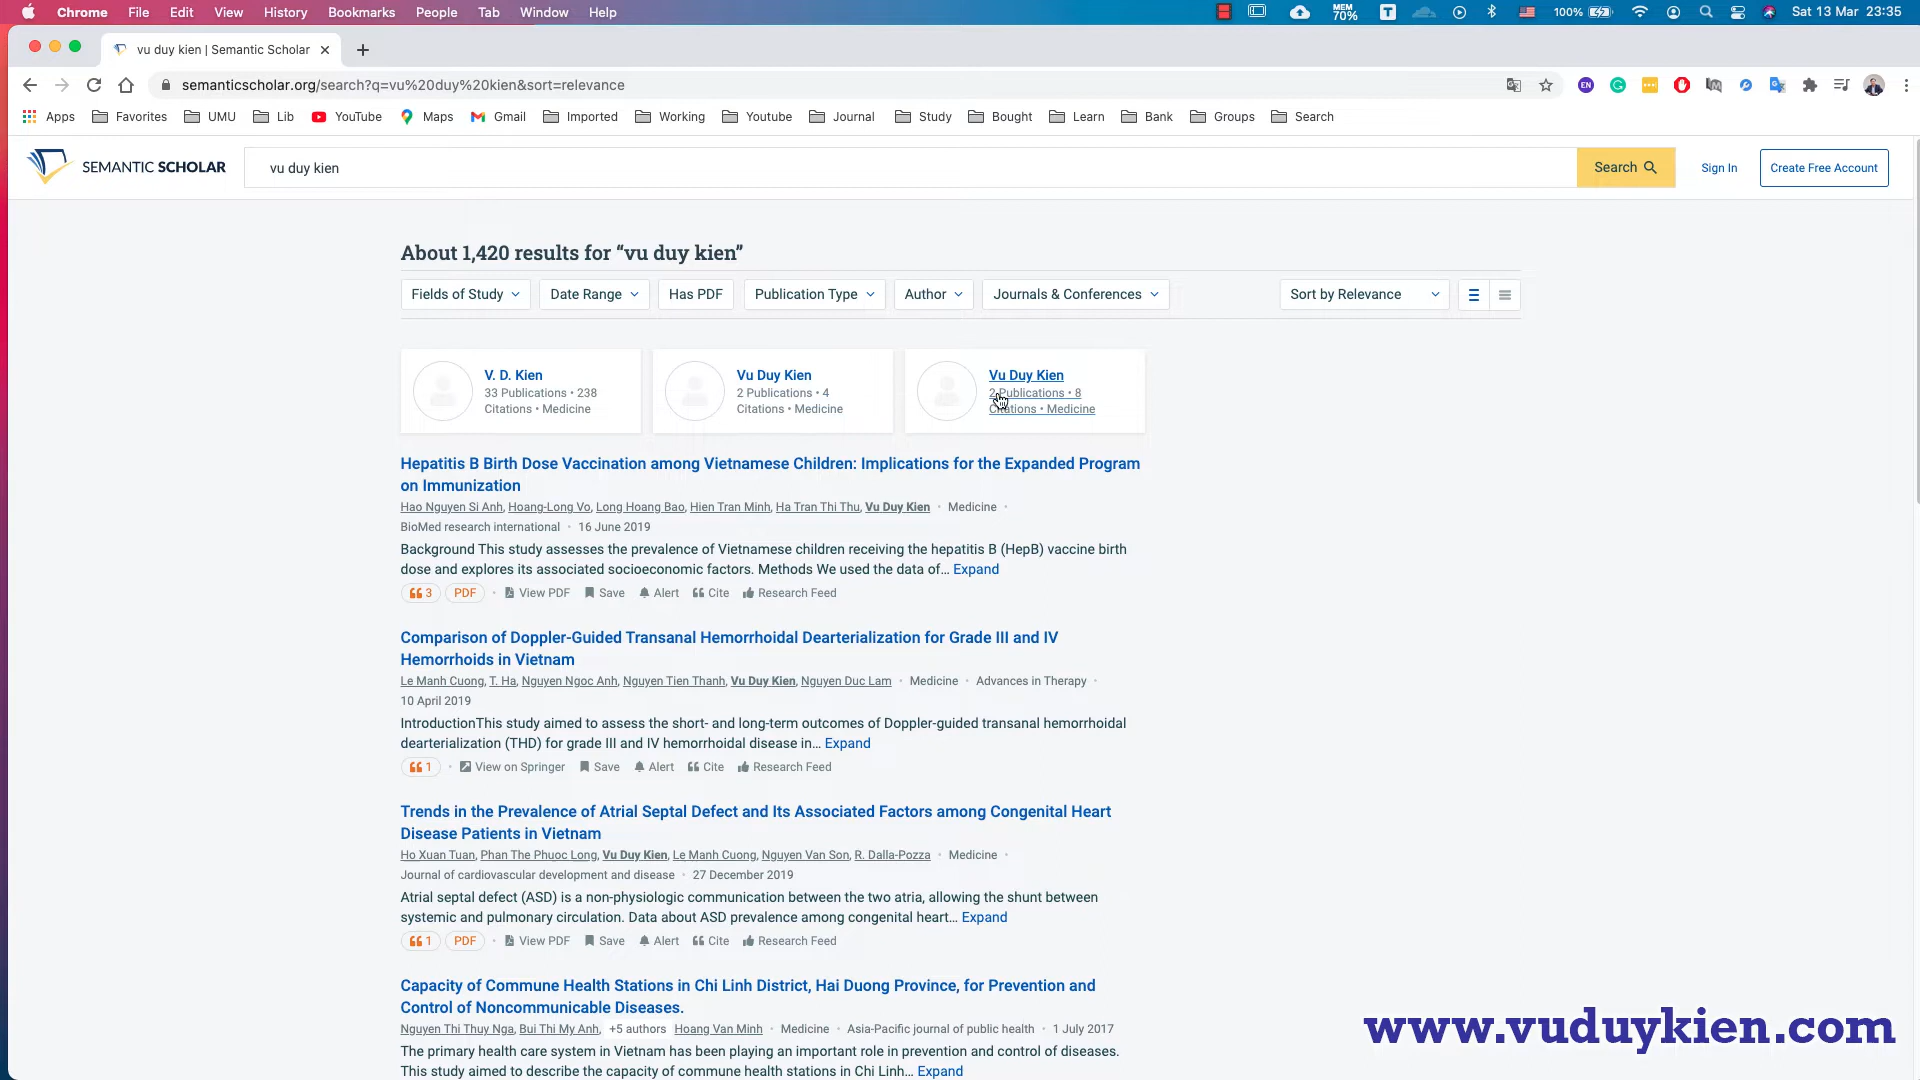 Chrome File Edit View History Bookmarks People Tab Window Help MEM 70% T 100% Sat 13 Mar 23:35
vu duy kien | Semantic Scholar
semanticscholar.org/search?q=vu%20duy%20kien&sort=relevance EN
Apps Favorites UMU Lib YouTube Maps Gmail Imported Working Youtube Journal Study Bought Learn Bank Groups Search
SEMANTIC SCHOLAR vu duy kien Search Sign In Create Free Account
About 1,420 results for “vu duy kien”
Fields of Study Date Range Has PDF Publication Type Author Journals & Conferences Sort by Relevance
V. D. Kien Vu Duy Kien Vu Duy Kien
33 Publications • 238 2 Publications • 4 2 Publications • 8
Citations • Medicine Citations • Medicine Citations • Medicine
Hepatitis B Birth Dose Vaccination among Vietnamese Children: Implications for the Expanded Program
on Immunization
Hao Nguyen Si Anh, Hoang-Long Vo, Long Hoang Bao, Hien Tran Minh, Ha Tran Thi Thu, Vu Duy Kien • Medicine •
BioMed research international • 16 June 2019
Background This study assesses the prevalence of Vietnamese children receiving the hepatitis B (HepB) vaccine birth
dose and explores its associated socioeconomic factors. Methods We used the data of… Expand
3 PDF • View PDF Save Alert Cite Research Feed
Comparison of Doppler-Guided Transanal Hemorrhoidal Dearterialization for Grade III and IV
Hemorrhoids in Vietnam
Le Manh Cuong, T. Ha, Nguyen Ngoc Anh, Nguyen Tien Thanh, Vu Duy Kien, Nguyen Duc Lam • Medicine • Advances in Therapy •
10 April 2019
IntroductionThis study aimed to assess the short- and long-term outcomes of Doppler-guided transanal hemorrhoidal
dearterialization (THD) for grade III and IV hemorrhoidal disease in… Expand
1 • View on Springer Save Alert Cite Research Feed
Trends in the Prevalence of Atrial Septal Defect and Its Associated Factors among Congenital Heart
Disease Patients in Vietnam
Ho Xuan Tuan, Phan The Phuoc Long, Vu Duy Kien, Le Manh Cuong, Nguyen Van Son, R. Dalla-Pozza • Medicine •
Journal of cardiovascular development and disease • 27 December 2019
Atrial septal defect (ASD) is a non-physiologic communication between the two atria, allowing the shunt between
systemic and pulmonary circulation. Data about ASD prevalence among congenital heart… Expand
1 PDF • View PDF Save Alert Cite Research Feed
Capacity of Commune Health Stations in Chi Linh District, Hai Duong Province, for Prevention and
Control of Noncommunicable Diseases.
Nguyen Thi Thuy Nga, Bui Thi My Anh, +5 authors Hoang Van Minh • Medicine • Asia-Pacific journal of public health • 1 July 2017
The primary health care system in Vietnam has been playing an important role in prevention and control of diseases.
This study aimed to describe the capacity of commune health stations in Chi Linh… Expand
www.vuduykien.com